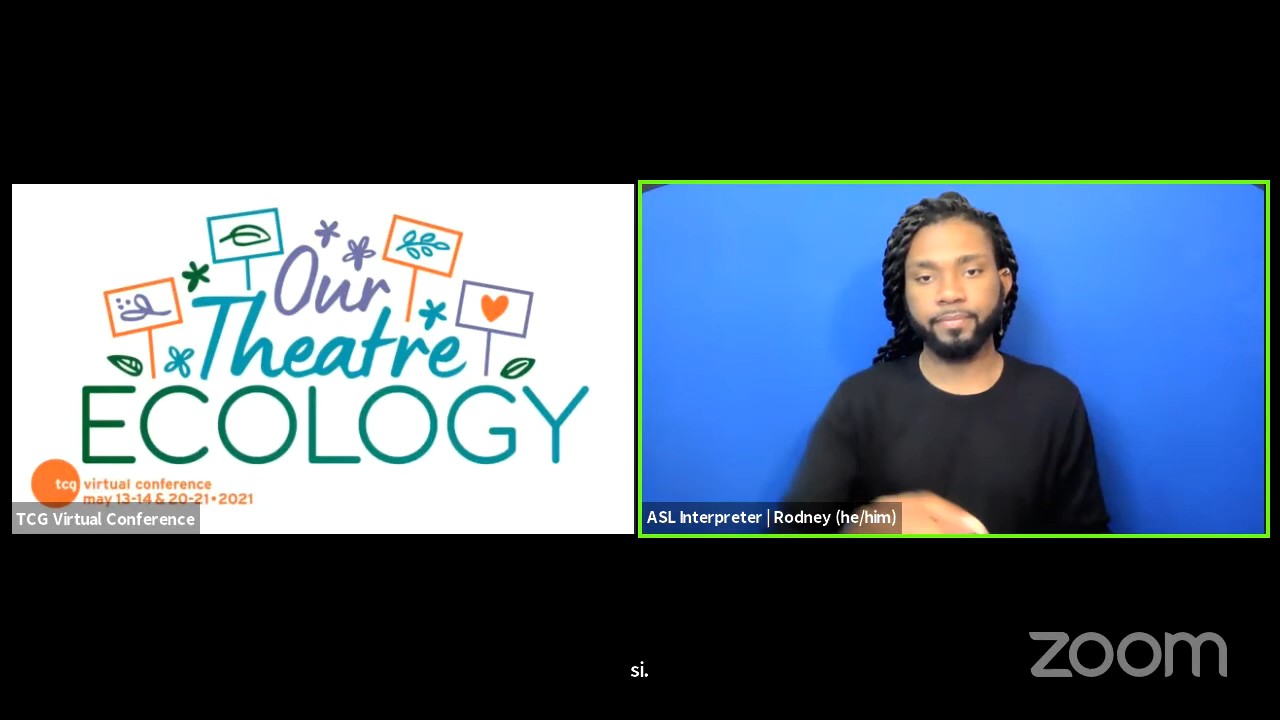 Our
Theatre
ECOLOGY
tcg virtual conference
may 13-14 & 20-21 • 2021
TCG Virtual Conference
ASL Interpreter | Rodney (he/him)
si.
zoom